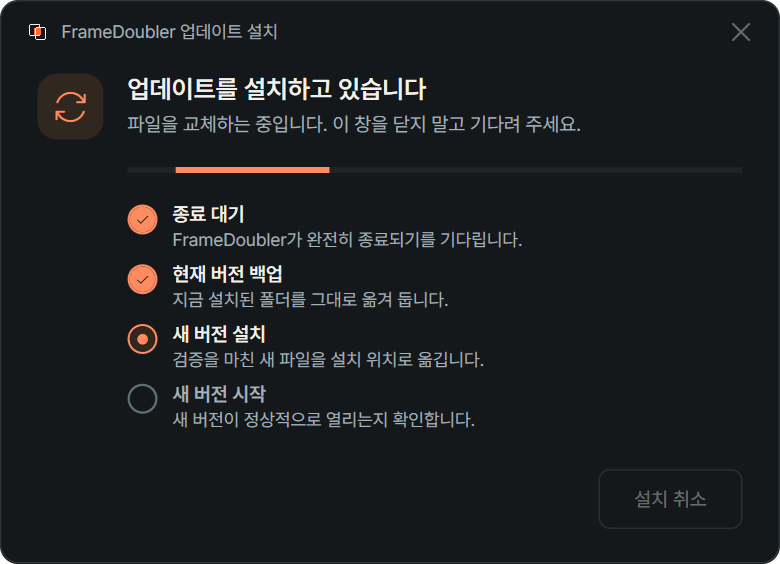 FrameDoubler 업데이트 설치
업데이트를 설치하고 있습니다
파일을 교체하는 중입니다. 이 창을 닫지 말고 기다려 주세요.
종료 대기
FrameDoubler가 완전히 종료되기를 기다립니다.
현재 버전 백업
지금 설치된 폴더를 그대로 옮겨 둡니다.
새 버전 설치
검증을 마친 새 파일을 설치 위치로 옮깁니다.
새 버전 시작
새 버전이 정상적으로 열리는지 확인합니다.
설치 취소